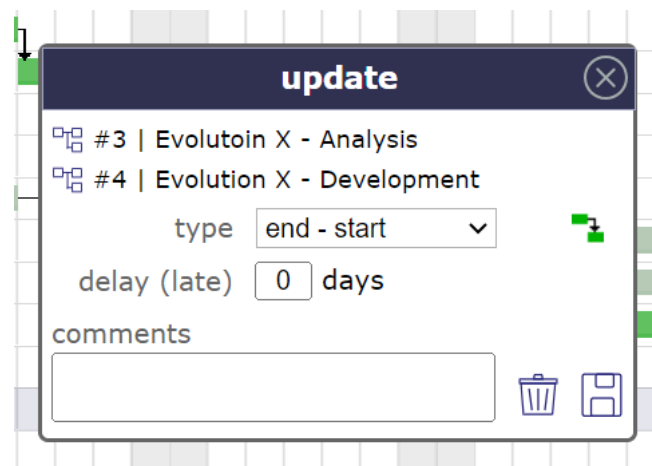 update
#3 | Evolutoin X - Analysis
#4 | Evolution X - Development
type end - start
delay (late) 0 days
comments